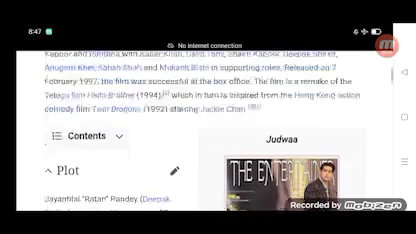 8:47
No internet connection
Kapoor and Rambha with Kader Khan, Dalip Tahil, Shakti Kapoor, Deepak Shirke,
Anupam Kher, Satish Shah and Mukesh Rishi in supporting roles. Released on 7
February 1997, the film was successful at the box office. The film is a remake of the
Telugu film Hello Brother (1994), which in turn is inspired from the Hong Kong action
comedy film Twin Dragons (1992) starring Jackie Chan.
Contents
Judwaa
Plot
THE ENTERTAINER
Jayantilal "Ratan" Pandey (Deepak
Recorded by mobizen